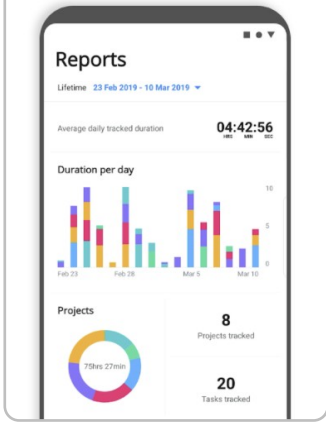 Reports
Lifetime 23 Feb 2019 - 10 Mar 2019
Average daily tracked duration 04:42:56
HRS MIN SEC
Duration per day
10
5
0
Feb 23 Feb 28 Mar 5 Mar 10
Projects
75hrs 27min
8
Projects tracked
20
Tasks tracked